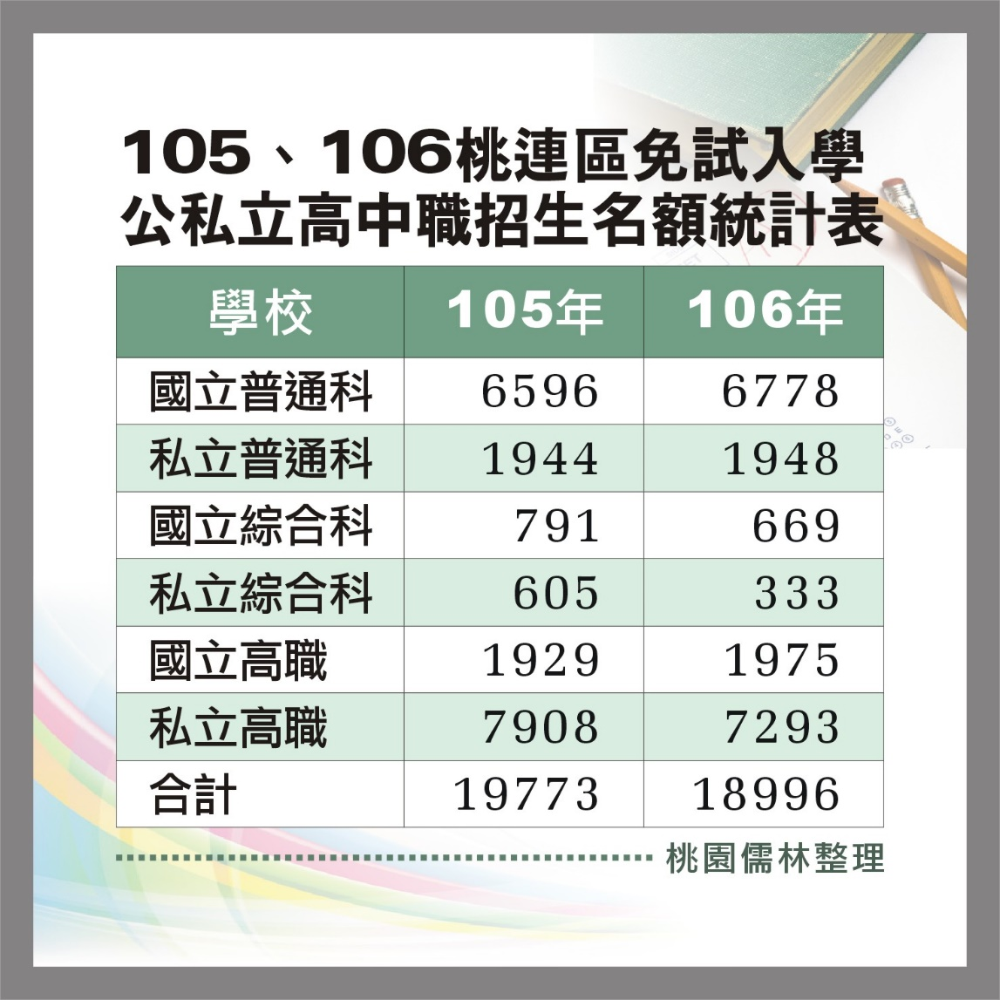 105、106桃連區免試入學
公私立高中職招生名額統計表
學校 105年 106年
國立普通科 6596 6778
私立普通科 1944 1948
國立綜合科 791 669
私立綜合科 605 333
國立高職 1929 1975
私立高職 7908 7293
合計 19773 18996
桃園儒林整理